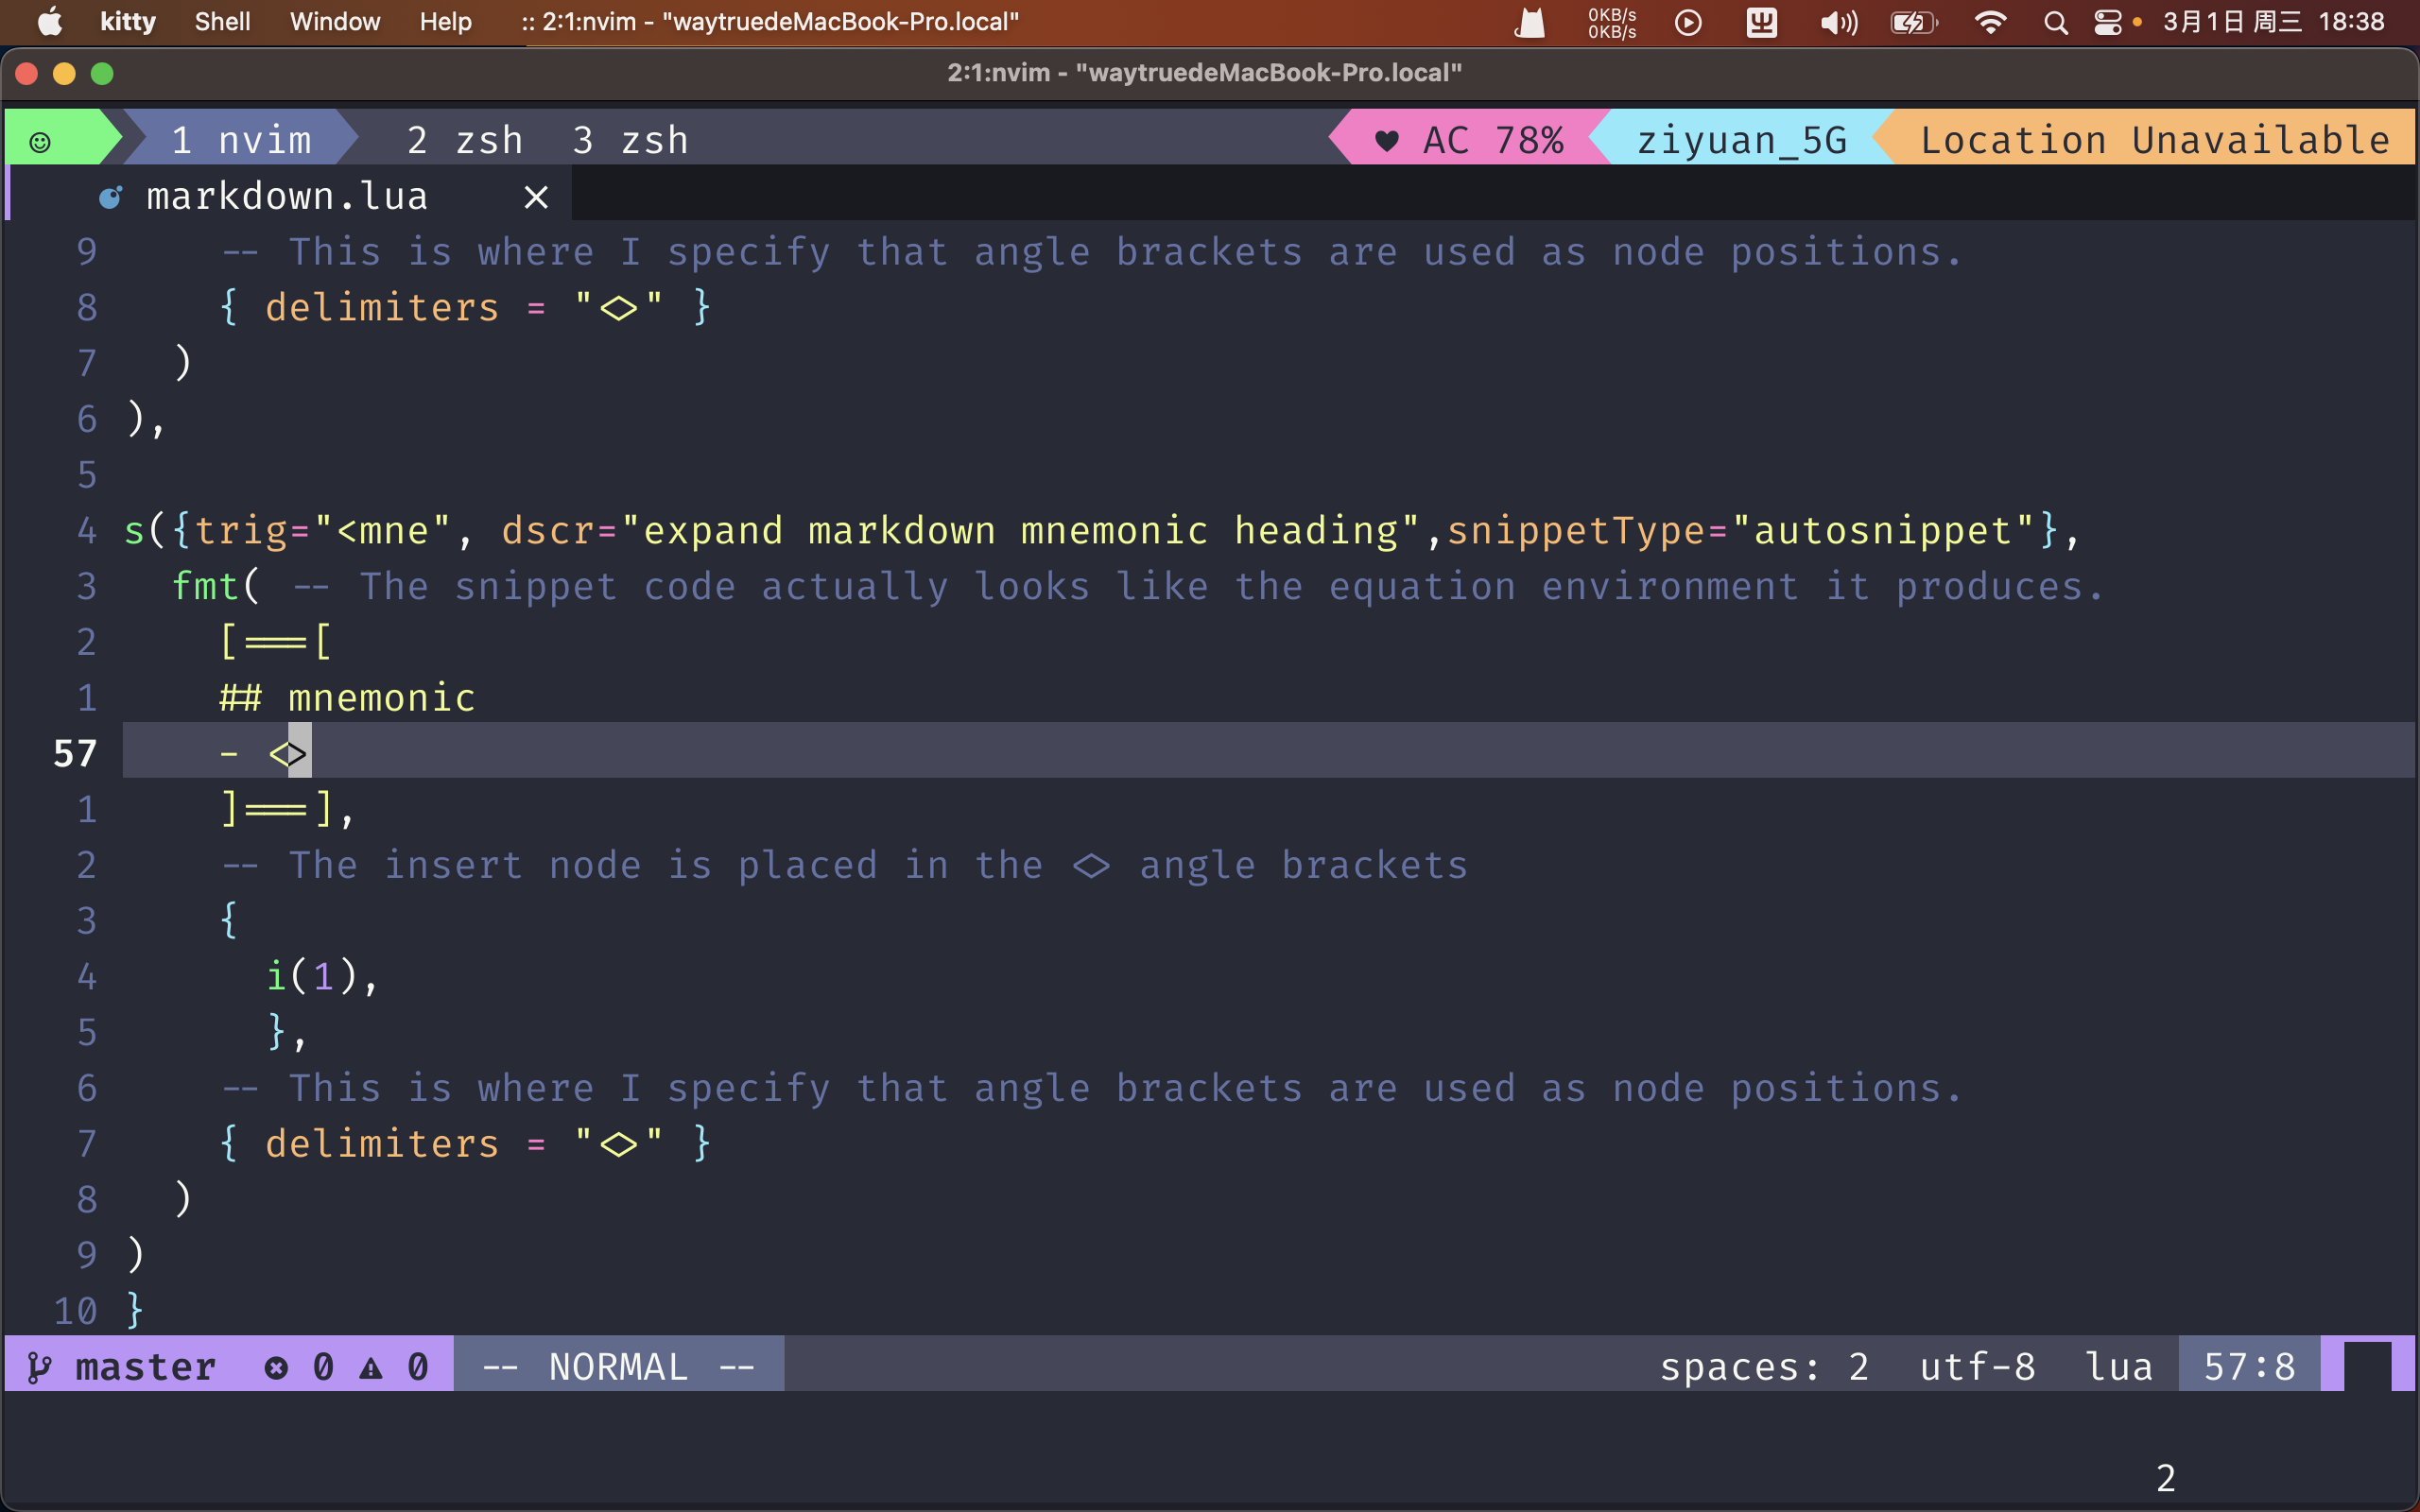 kitty Shell Window Help :: 2:1:nvim - "waytruedeMacBook-Pro.local" 0KB/s 0KB/s 3月1日 周三 18:38
2:1:nvim - "waytruedeMacBook-Pro.local"
☺ 1 nvim 2 zsh 3 zsh ♥ AC 78% ziyuan_5G Location Unavailable
markdown.lua ×
9     -- This is where I specify that angle brackets are used as node positions.
8     { delimiters = "<>" }
7   )
6 ),
5
4 s({trig="<mne", dscr="expand markdown mnemonic heading",snippetType="autosnippet"},
3   fmt( -- The snippet code actually looks like the equation environment it produces.
2     [===[
1     ## mnemonic
57     - <>
1     ]===],
2     -- The insert node is placed in the <> angle brackets
3     {
4       i(1),
5       },
6     -- This is where I specify that angle brackets are used as node positions.
7     { delimiters = "<>" }
8   )
9 )
10 }
master 0 0 -- NORMAL -- spaces: 2 utf-8 lua 57:8
2